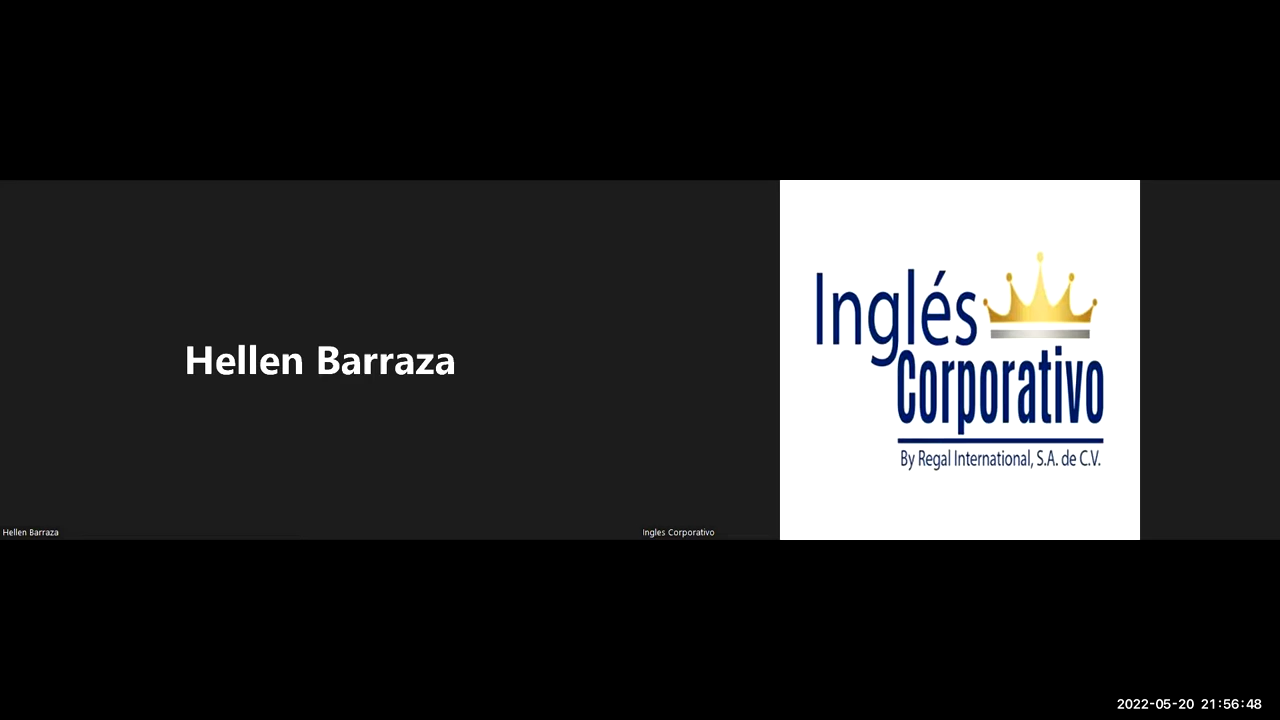 Hellen Barraza
Inglés
Corporativo
By Regal International, S.A. de C.V.
Hellen Barraza
Ingles Corporativo
2022-05-20 21:56:48